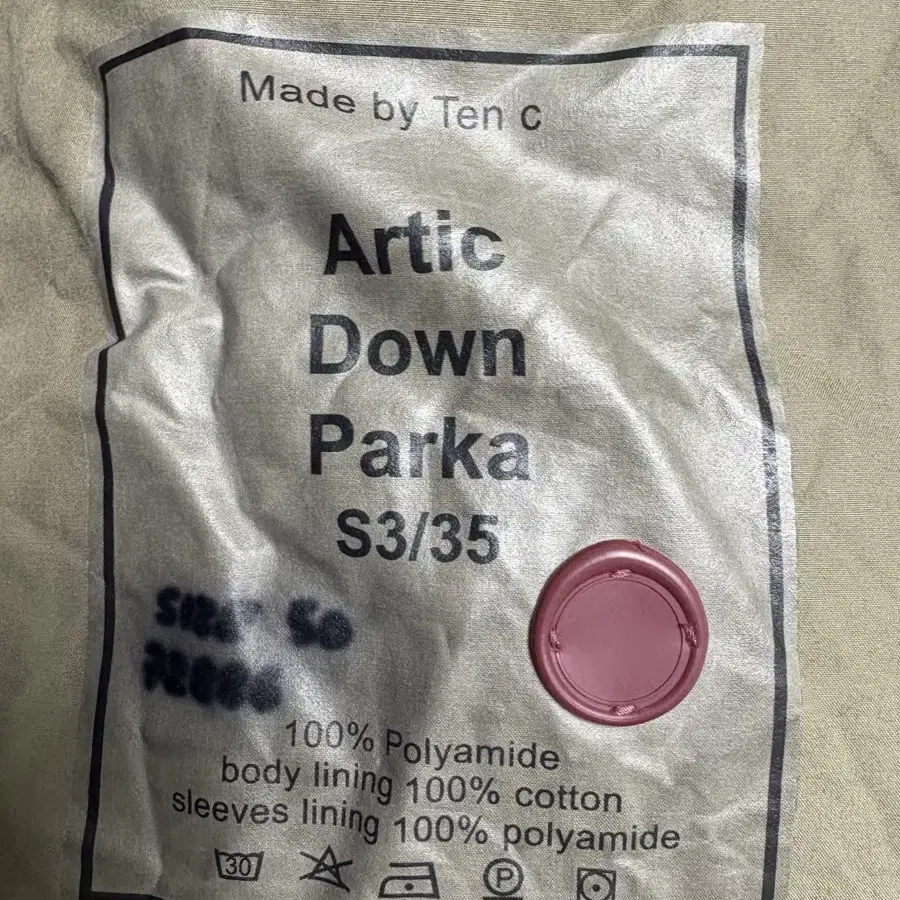 Made by Ten c
Artic
Down
Parka
S3/35
50
100% Polyamide
body lining 100% cotton
sleeves lining 100% polyamide
30
P